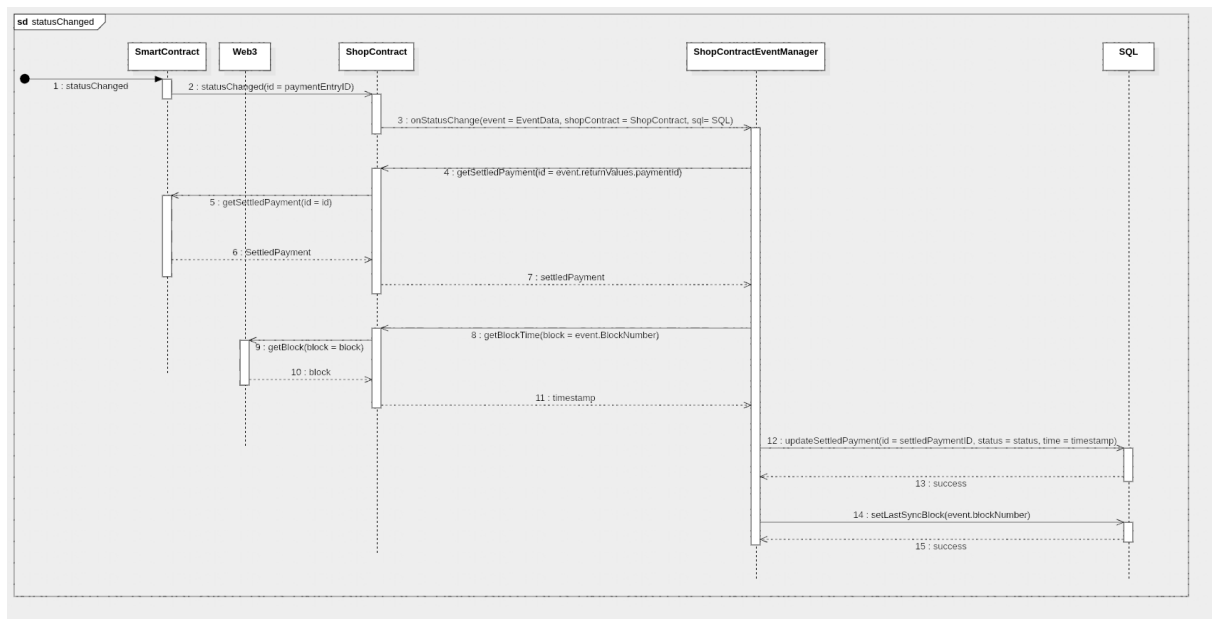 sd statusChanged
SmartContract
Web3
ShopContract
ShopContractEventManager
SQL
1 : statusChanged
2 : statusChanged(id = paymentEntryID)
3 : onStatusChange(event = EventData, shopContract = ShopContract, sql= SQL)
4 : getSettledPayment(id = event.returnValues.paymentId)
5 : getSettledPayment(id = id)
6 : SettledPayment
7 : settledPayment
8 : getBlockTime(block = event.BlockNumber)
9 : getBlock(block = block)
10 : block
11 : timestamp
12 : updateSettledPayment(id = settledPaymentID, status = status, time = timestamp)
13 : success
14 : setLastSyncBlock(event.blockNumber)
15 : success